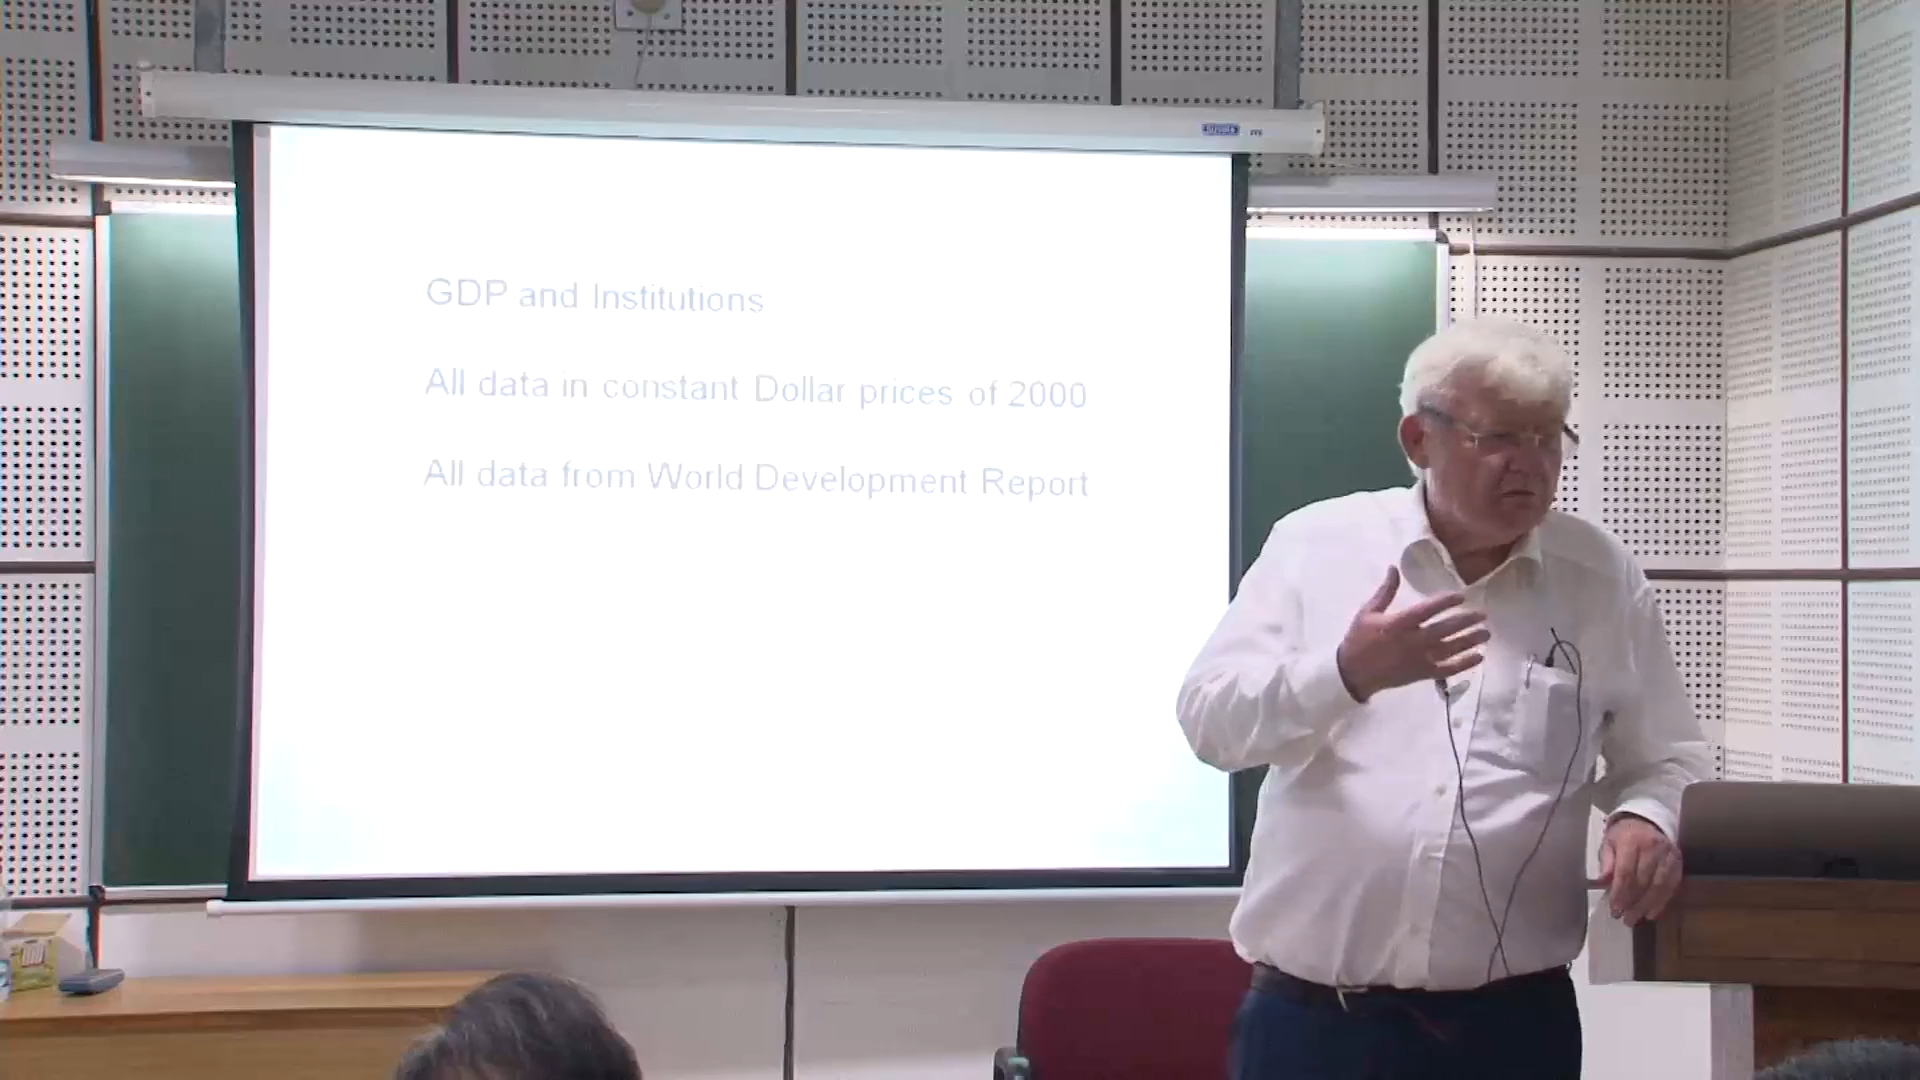 GDP and Institutions
All data in constant Dollar prices of 2000
All data from World Development Report